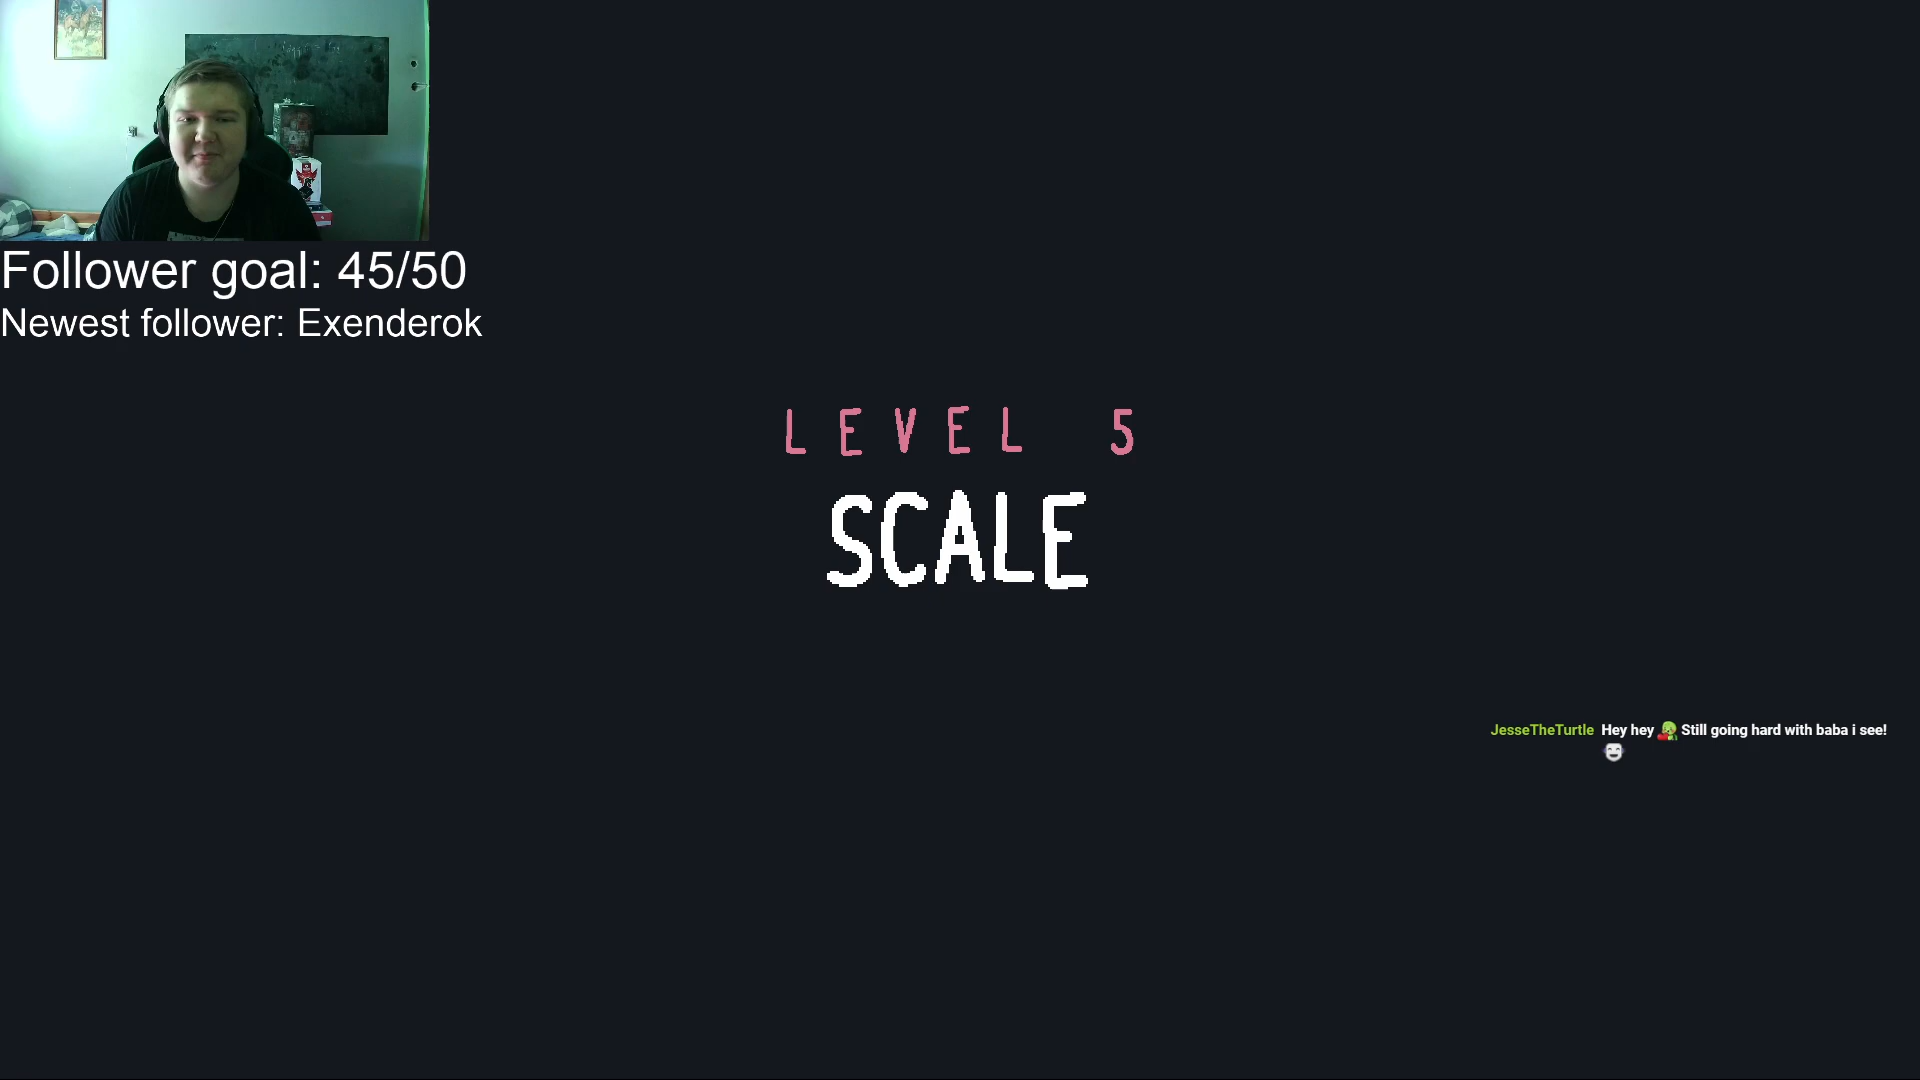 Follower goal: 45/50
Newest follower: Exenderok
LEVEL 5
SCALE
JesseTheTurtle Hey hey Still going hard with baba i see!